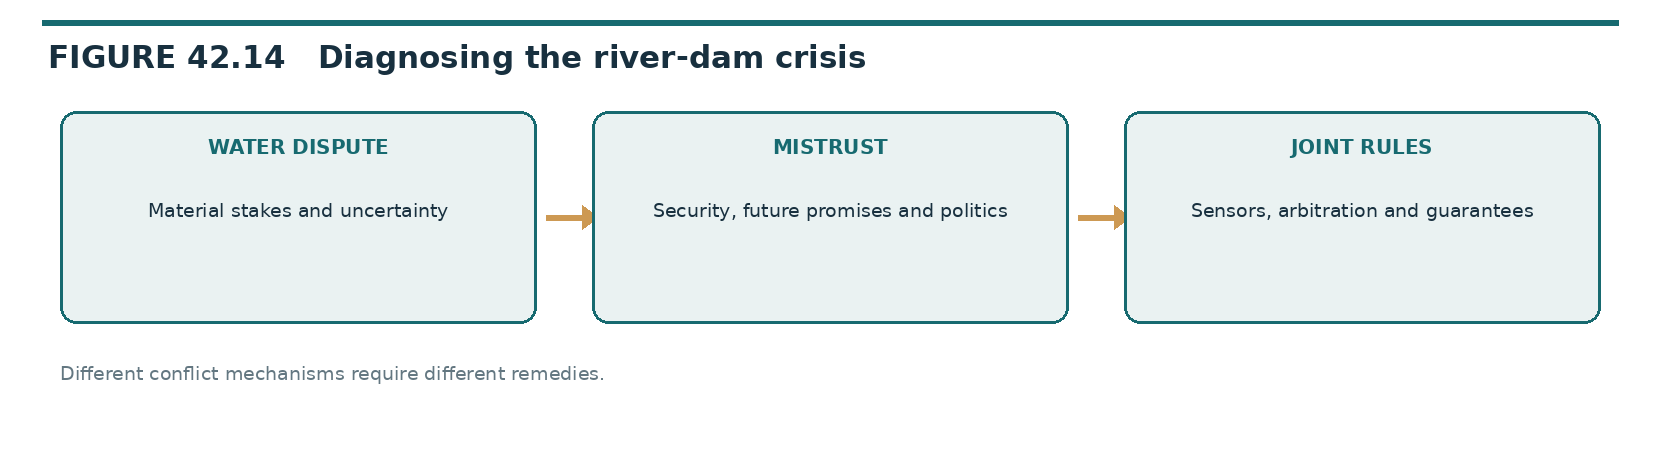 FIGURE 42.14 Diagnosing the river-dam crisis
WATER DISPUTE
Material stakes and uncertainty
MISTRUST
Security, future promises and politics
JOINT RULES
Sensors, arbitration and guarantees
Different conflict mechanisms require different remedies.